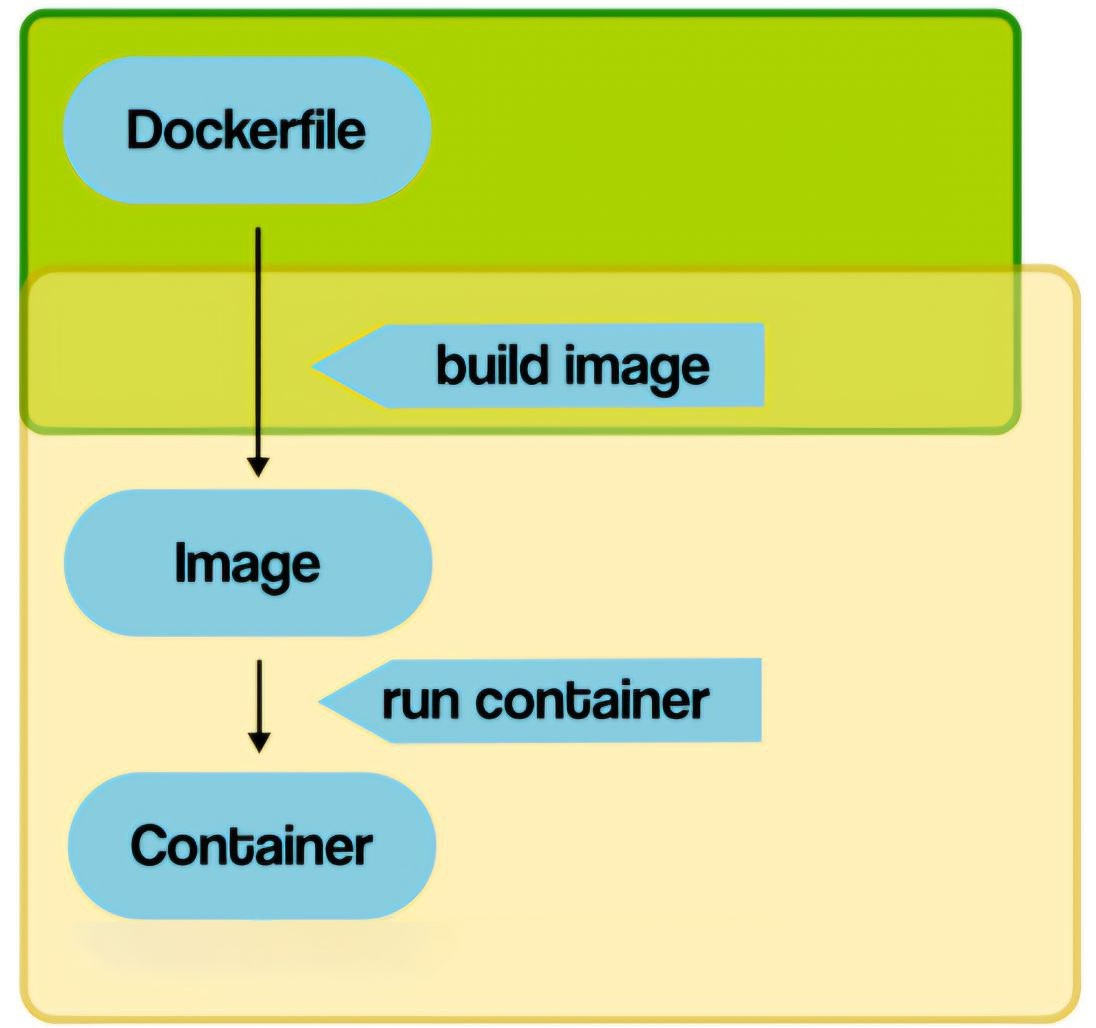 Dockerfile
build image
Image
run container
Container